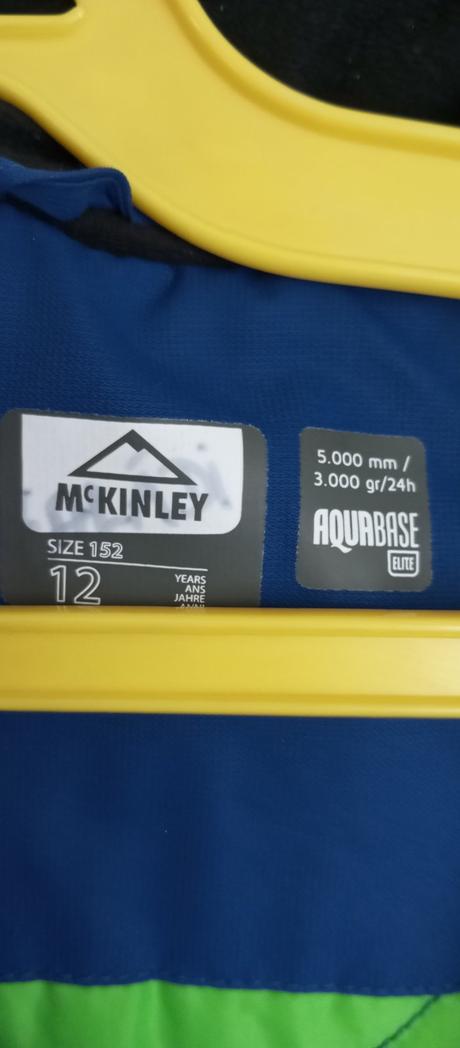 McKINLEY
SIZE 152
12
YEARS
ANS
JAHRE
5.000 mm /
3.000 gr/24h
AQUABASE
ELITE